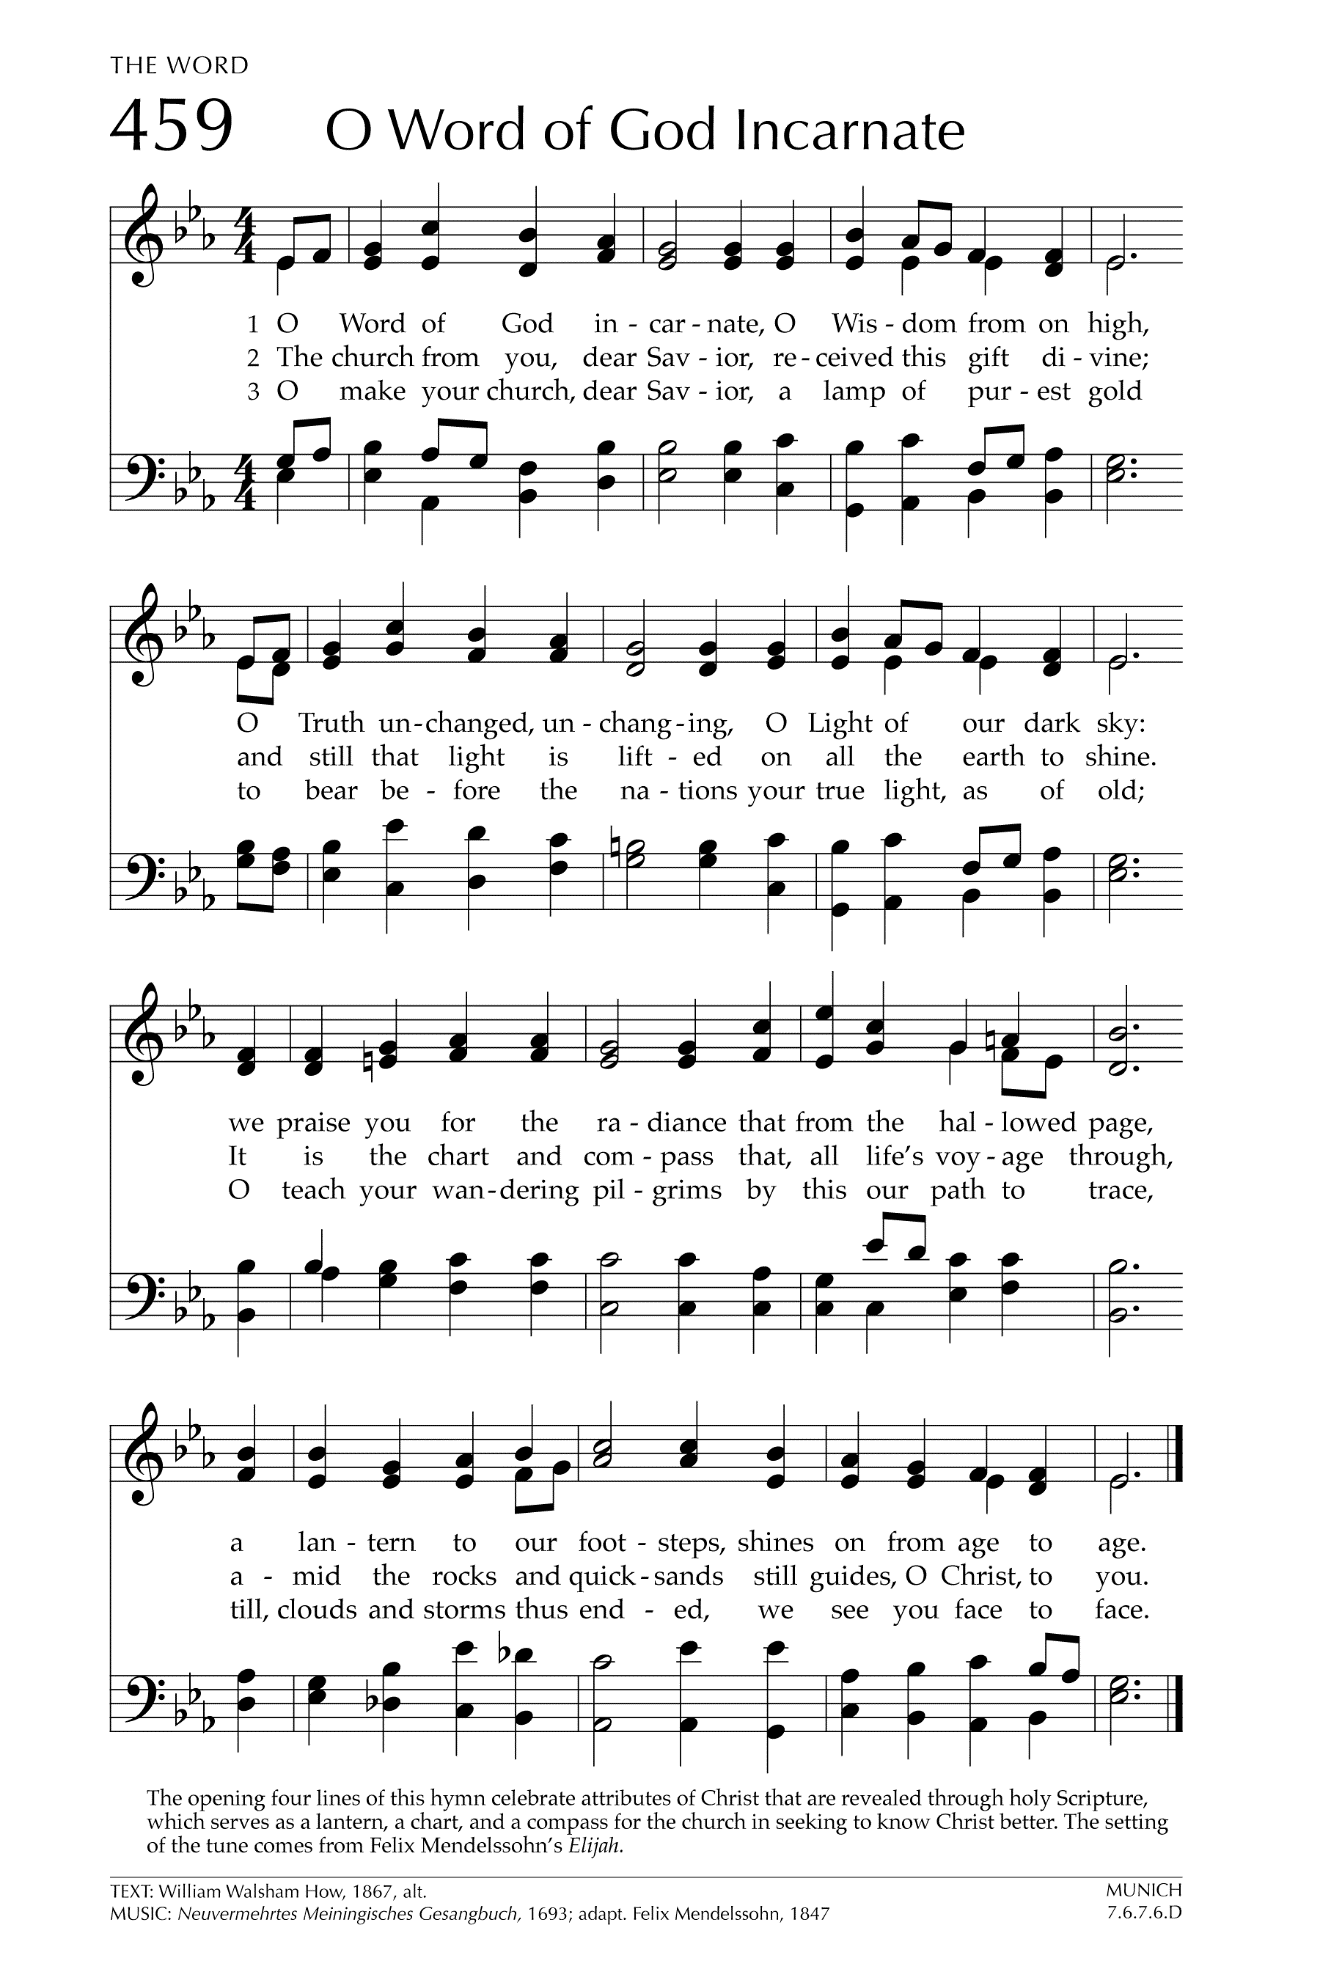 THE WORD
459 O Word of God Incarnate
1 O Word of God in - car - nate, O Wis - dom from on high,
2 The church from you, dear Sav - ior, re - ceived this gift di - vine;
3 O make your church, dear Sav - ior, a lamp of pur - est gold
O Truth un - changed, un - chang - ing, O Light of our dark sky:
and still that light is lift - ed on all the earth to shine.
to bear be - fore the na - tions your true light, as of old;
we praise you for the ra - diance that from the hal - lowed page,
It is the chart and com - pass that, all life's voy - age through,
O teach your wan - dering pil - grims by this our path to trace,
a lan - tern to our foot - steps, shines on from age to age.
a - mid the rocks and quick - sands still guides, O Christ, to you.
till, clouds and storms thus end - ed, we see you face to face.
The opening four lines of this hymn celebrate attributes of Christ that are revealed through holy Scripture,
which serves as a lantern, a chart, and a compass for the church in seeking to know Christ better. The setting
of the tune comes from Felix Mendelssohn's Elijah.
TEXT: William Walsham How, 1867, alt. MUNICH
MUSIC: Neuvermehrtes Meiningisches Gesangbuch, 1693; adapt. Felix Mendelssohn, 1847 7.6.7.6.D